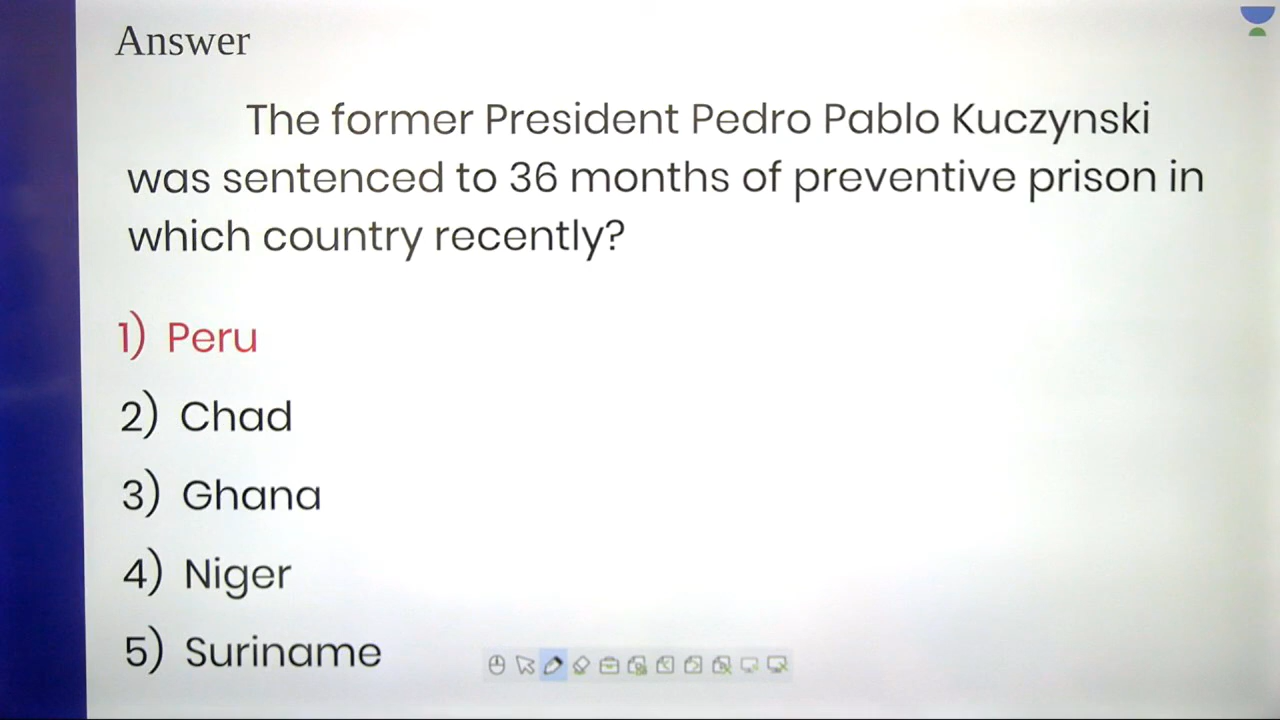 Answer
The former President Pedro Pablo Kuczynski
was sentenced to 36 months of preventive prison in
which country recently?
1) Peru
2) Chad
3) Ghana
4) Niger
5) Suriname